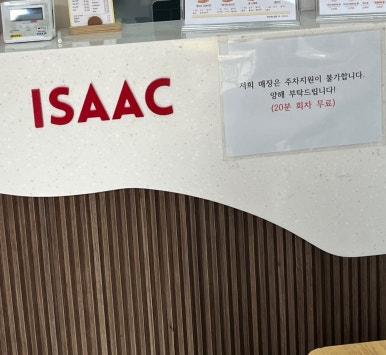 ISAAC
저희 매장은 주차지원이 불가합니다.
양해 부탁드립니다!
(20분 회차 무료)